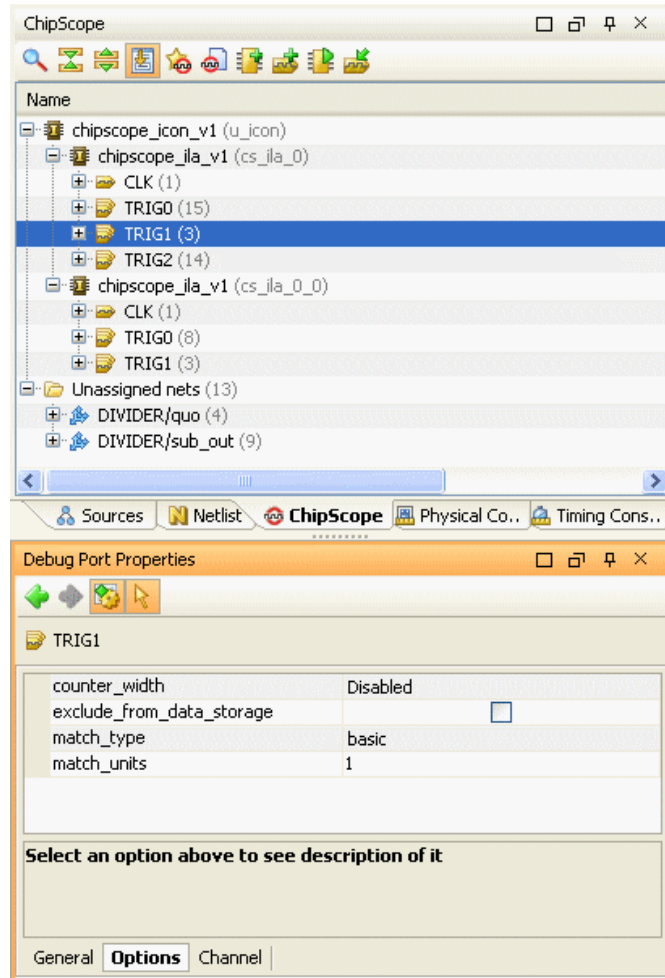 ChipScope
Name
chipscope_icon_v1 (u_icon)
chipscope_ila_v1 (cs_ila_0)
CLK (1)
TRIG0 (15)
TRIG1 (3)
TRIG2 (14)
chipscope_ila_v1 (cs_ila_0_0)
CLK (1)
TRIG0 (8)
TRIG1 (3)
Unassigned nets (13)
DIVIDER/quo (4)
DIVIDER/sub_out (9)
Sources Netlist ChipScope Physical Co.. Timing Cons..
Debug Port Properties
TRIG1
counter_width Disabled
exclude_from_data_storage
match_type basic
match_units 1
Select an option above to see description of it
General Options Channel